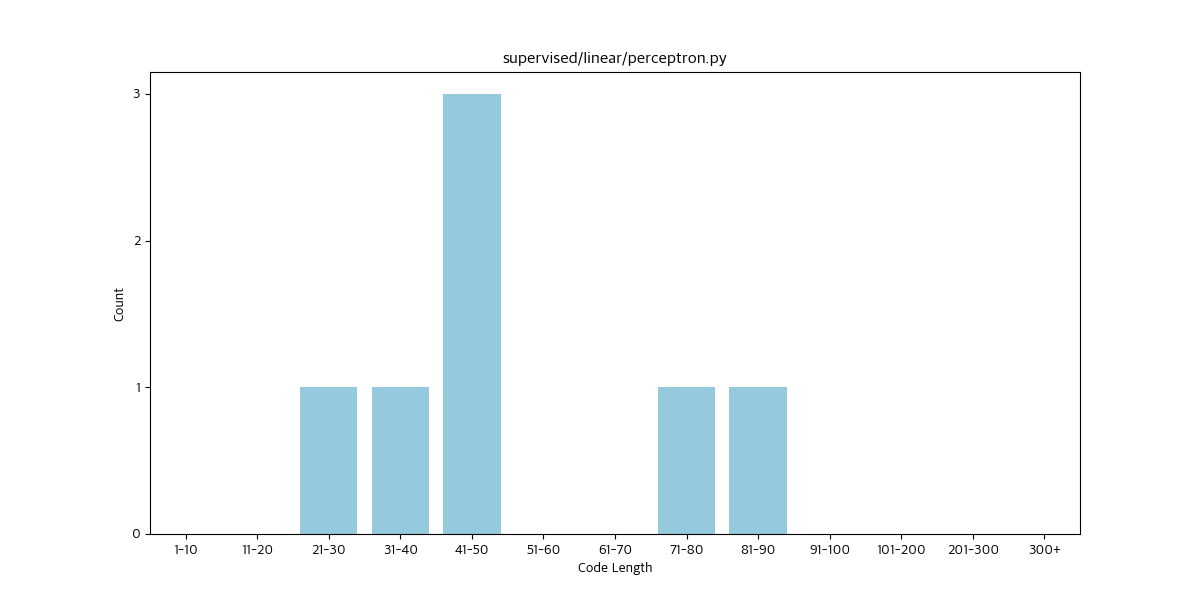 supervised/linear/perceptron.py
3
2
1
0
Count
1-10 11-20 21-30 31-40 41-50 51-60 61-70 71-80 81-90 91-100 101-200 201-300 300+
Code Length